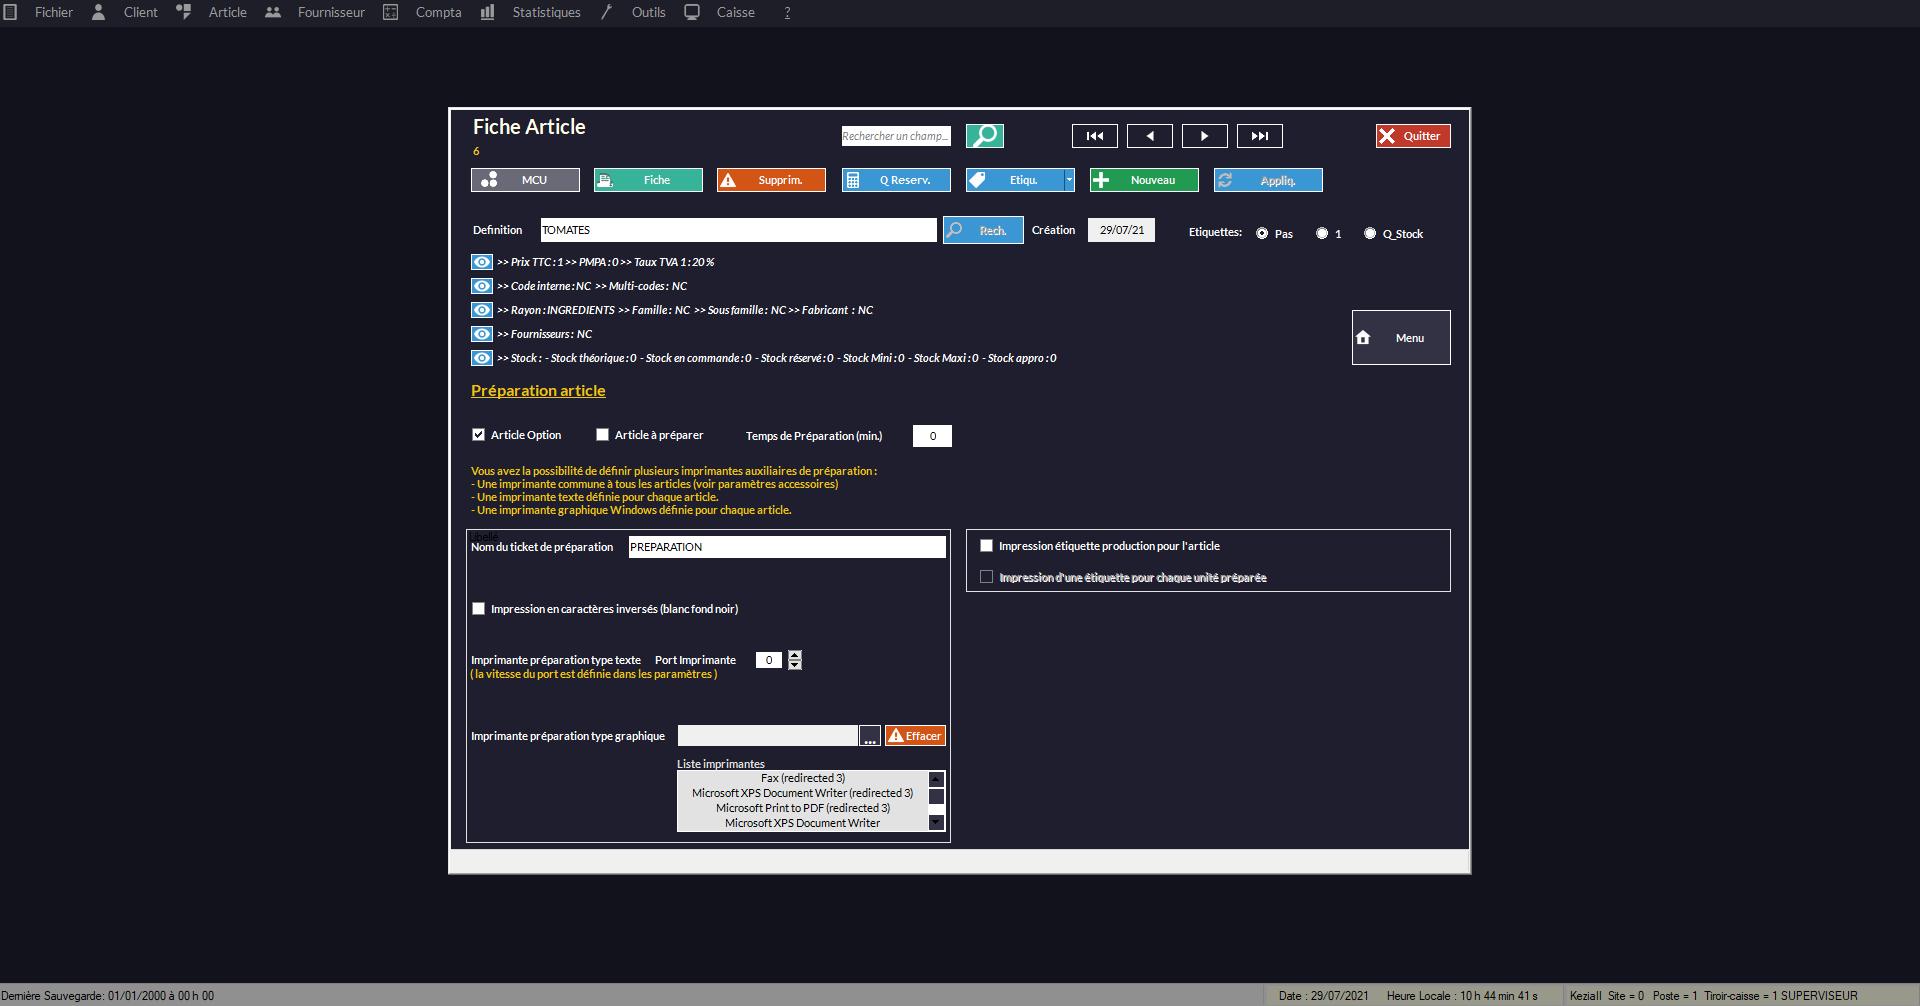 Fichier Client Article Fournisseur Compta Statistiques Outils Caisse ?
Fiche Article
6
Rechercher un champ...
Quitter
MCU Fiche Supprim. Q Reserv. Etiqu. Nouveau Appliq.
Definition TOMATES Rech. Création 29/07/21 Etiquettes: Pas 1 Q_Stock
>> Prix TTC : 1 >> PMPA : 0 >> Taux TVA 1 : 20 %
>> Code interne : NC >> Multi-codes : NC
>> Rayon : INGREDIENTS >> Famille : NC >> Sous famille : NC >> Fabricant : NC
>> Fournisseurs : NC
Menu
>> Stock : - Stock théorique : 0 - Stock en commande : 0 - Stock réservé : 0 - Stock Mini : 0 - Stock Maxi : 0 - Stock appro : 0
Préparation article
Article Option Article à préparer Temps de Préparation (min.) 0
Vous avez la possibilité de définir plusieurs imprimantes auxiliaires de préparation :
- Une imprimante commune à tous les articles (voir paramètres accessoires)
- Une imprimante texte définie pour chaque article.
- Une imprimante graphique Windows définie pour chaque article.
Libellé
Nom du ticket de préparation PREPARATION
Impression étiquette production pour l'article
Impression d'une étiquette pour chaque unité préparée
Impression en caractères inversés (blanc fond noir)
Imprimante préparation type texte Port Imprimante 0
( la vitesse du port est définie dans les paramètres )
Imprimante préparation type graphique ... Effacer
Liste imprimantes
Fax (redirected 3)
Microsoft XPS Document Writer (redirected 3)
Microsoft Print to PDF (redirected 3)
Microsoft XPS Document Writer
Dernière Sauvegarde: 01/01/2000 à 00 h 00 Date : 29/07/2021 Heure Locale : 10 h 44 min 41 s KeziaII Site = 0 Poste = 1 Tiroir-caisse = 1 SUPERVISEUR